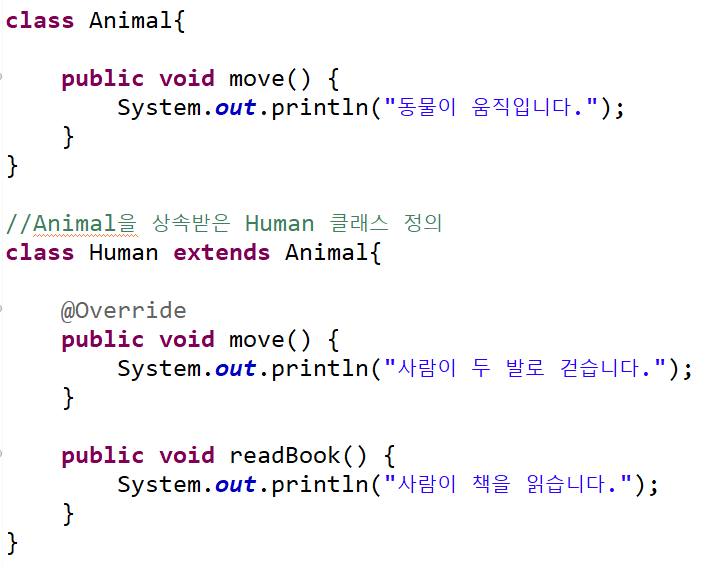 class Animal{
public void move() {
System.out.println("동물이 움직입니다.");
}
}
//Animal을 상속받은 Human 클래스 정의
class Human extends Animal{
@Override
public void move() {
System.out.println("사람이 두 발로 걷습니다.");
}
public void readBook() {
System.out.println("사람이 책을 읽습니다.");
}
}